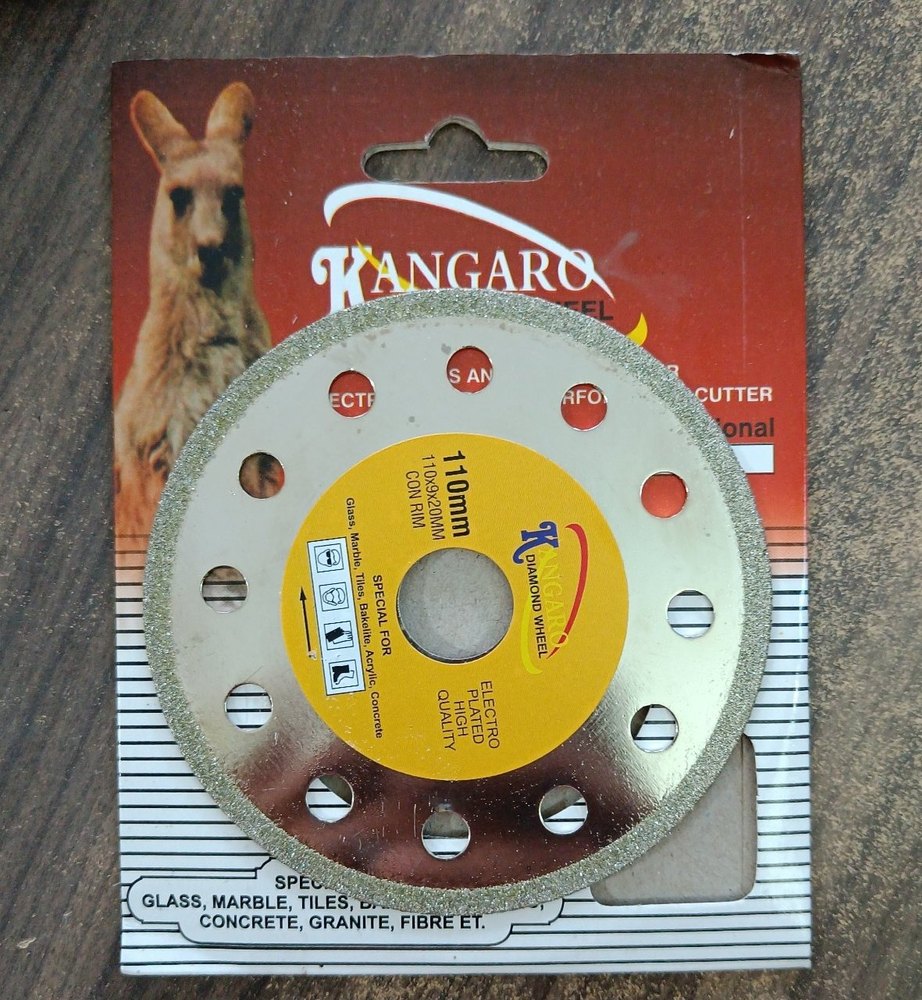 KANGARO
HEEL
ECTR
S AN
RFO
CUTTER
ional
110mm
110x9x20MM
CON RIM
KANGARO
DIAMOND WHEEL
SPECIAL FOR
Glass, Marble, Tiles, Bakelite, Acrylic, Concrete
ELECTRO
PLATED
HIGH
QUALITY
SPEC
GLASS, MARBLE, TILES,
CONCRETE, GRANITE, FIBRE ET.